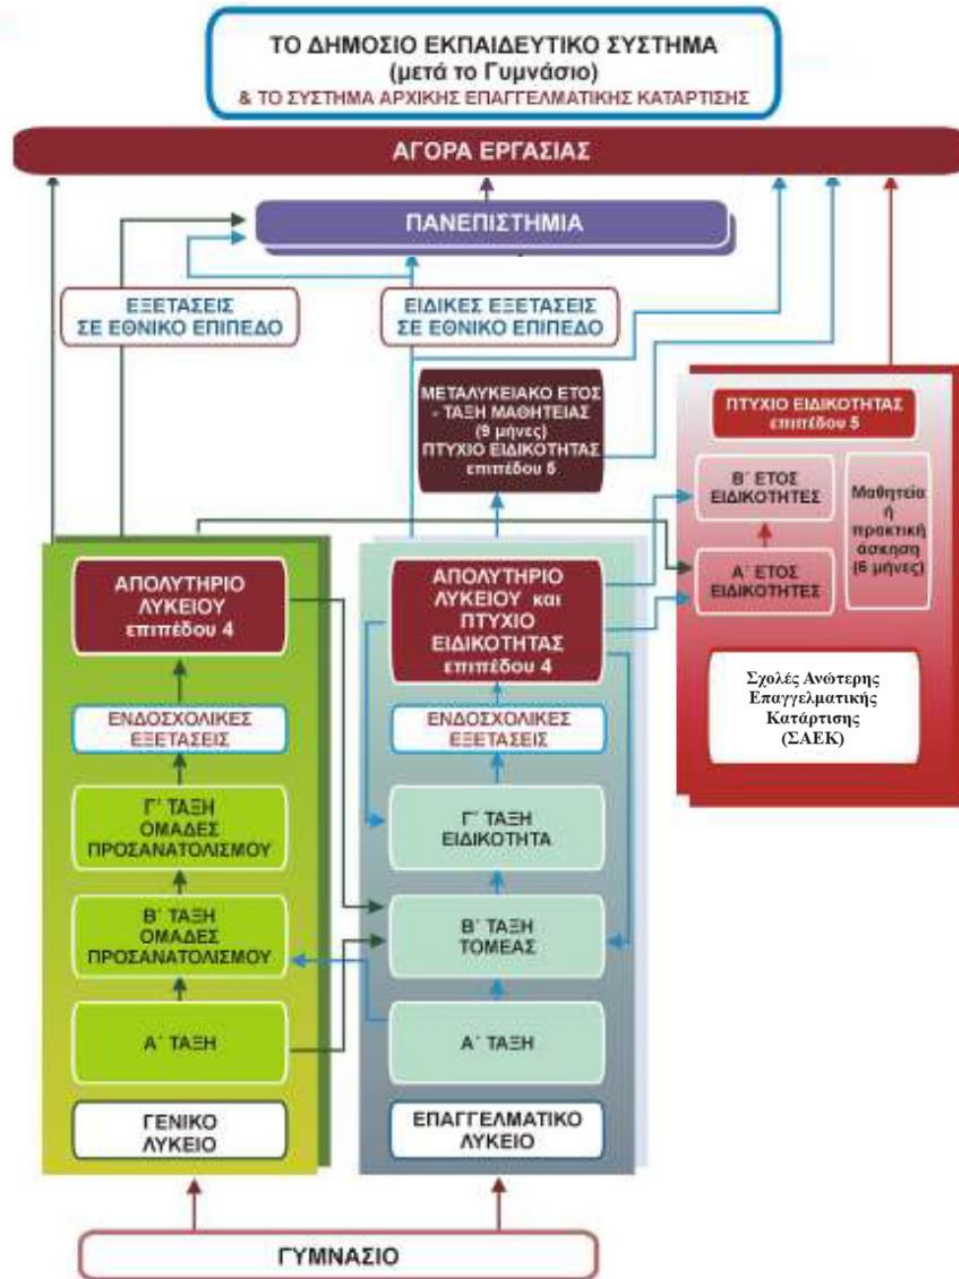 ΤΟ ΔΗΜΟΣΙΟ ΕΚΠΑΙΔΕΥΤΙΚΟ ΣΥΣΤΗΜΑ
(μετά το Γυμνάσιο)
& ΤΟ ΣΥΣΤΗΜΑ ΑΡΧΙΚΗΣ ΕΠΑΓΓΕΛΜΑΤΙΚΗΣ ΚΑΤΑΡΤΙΣΗΣ
ΑΓΟΡΑ ΕΡΓΑΣΙΑΣ
ΠΑΝΕΠΙΣΤΗΜΙΑ
ΕΞΕΤΑΣΕΙΣ
ΣΕ ΕΘΝΙΚΟ ΕΠΙΠΕΔΟ
ΕΙΔΙΚΕΣ ΕΞΕΤΑΣΕΙΣ
ΣΕ ΕΘΝΙΚΟ ΕΠΙΠΕΔΟ
ΜΕΤΑΛΥΚΕΙΑΚΟ ΕΤΟΣ
- ΤΑΞΗ ΜΑΘΗΤΕΙΑΣ
(9 μήνες)
ΠΤΥΧΙΟ ΕΙΔΙΚΟΤΗΤΑΣ
επιπέδου 5
ΠΤΥΧΙΟ ΕΙΔΙΚΟΤΗΤΑΣ
επιπέδου 5
Β΄ ΕΤΟΣ
ΕΙΔΙΚΟΤΗΤΕΣ
Α΄ ΕΤΟΣ
ΕΙΔΙΚΟΤΗΤΕΣ
Μαθητεία
ή
πρακτική
άσκηση
(6 μήνες)
Σχολές Ανώτερης
Επαγγελματικής
Κατάρτισης
(ΣΑΕΚ)
ΑΠΟΛΥΤΗΡΙΟ
ΛΥΚΕΙΟΥ
επιπέδου 4
ΕΝΔΟΣΧΟΛΙΚΕΣ
ΕΞΕΤΑΣΕΙΣ
Γ΄ ΤΑΞΗ
ΟΜΑΔΕΣ
ΠΡΟΣΑΝΑΤΟΛΙΣΜΟΥ
Β΄ ΤΑΞΗ
ΟΜΑΔΕΣ
ΠΡΟΣΑΝΑΤΟΛΙΣΜΟΥ
Α΄ ΤΑΞΗ
ΓΕΝΙΚΟ
ΛΥΚΕΙΟ
ΑΠΟΛΥΤΗΡΙΟ
ΛΥΚΕΙΟΥ και
ΠΤΥΧΙΟ
ΕΙΔΙΚΟΤΗΤΑΣ
επιπέδου 4
ΕΝΔΟΣΧΟΛΙΚΕΣ
ΕΞΕΤΑΣΕΙΣ
Γ΄ ΤΑΞΗ
ΕΙΔΙΚΟΤΗΤΑ
Β΄ ΤΑΞΗ
ΤΟΜΕΑΣ
Α΄ ΤΑΞΗ
ΕΠΑΓΓΕΛΜΑΤΙΚΟ
ΛΥΚΕΙΟ
ΓΥΜΝΑΣΙΟ